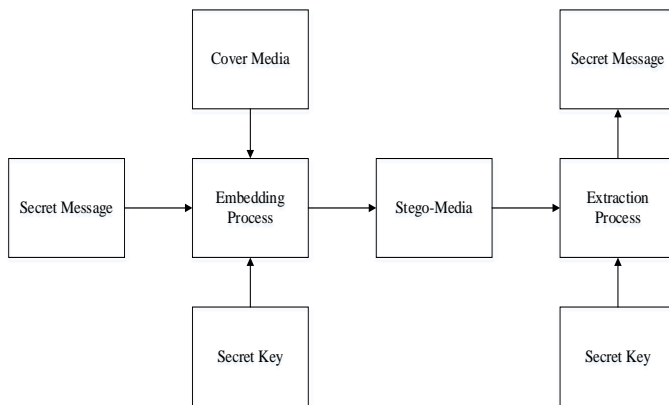 Cover Media
Secret Message
Secret Message
Embedding
Process
Stego-Media
Extraction
Process
Secret Key
Secret Key